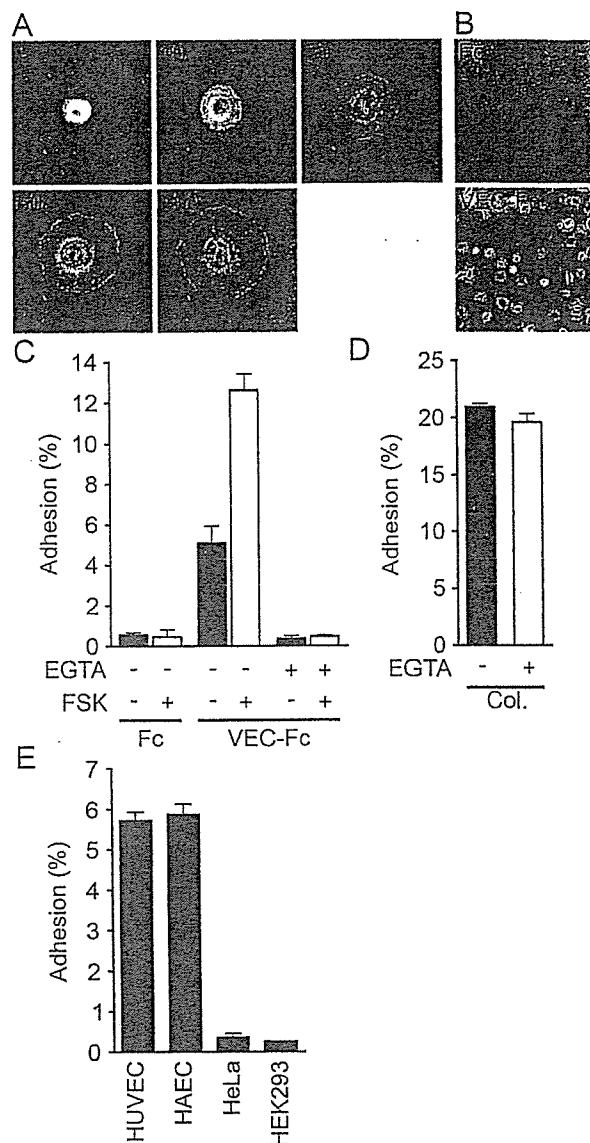 A
B
Fc
VEC-Fc
C
14
12
10
8
6
4
2
0
Adhesion (%)
EGTA - - - - + +
FSK - + - + - +
Fc VEC-Fc
D
25
20
15
10
5
0
Adhesion (%)
EGTA - +
Col.
E
7
6
5
4
3
2
1
0
Adhesion (%)
HUVEC
HAEC
HeLa
HEK293